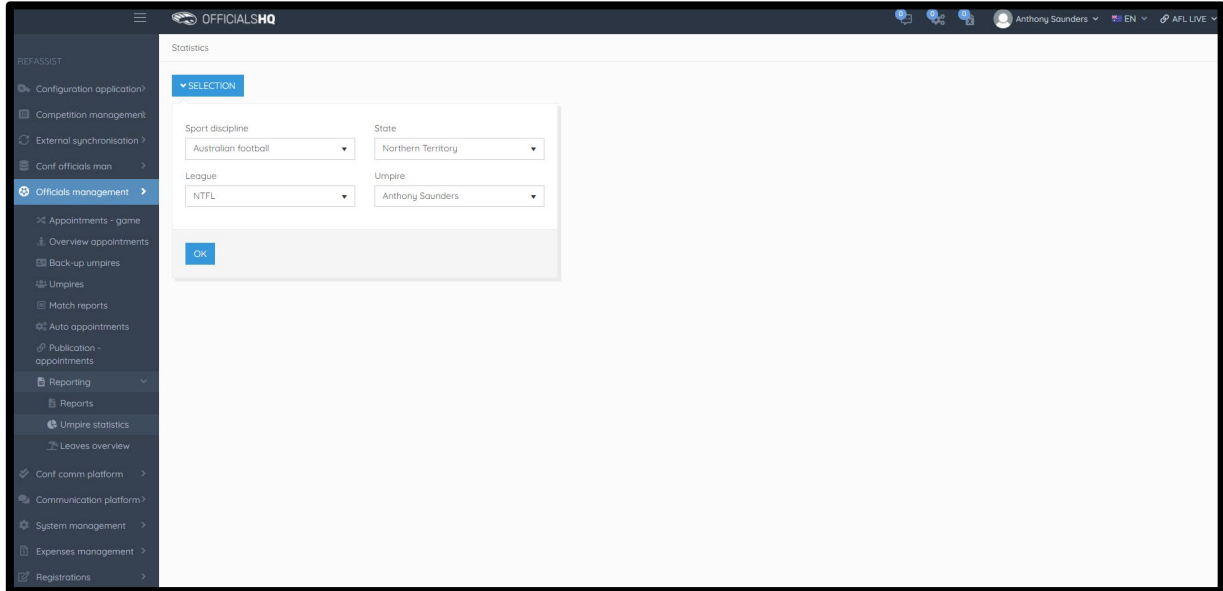 OFFICIALSHQ
0 0 0 Anthony Saunders EN AFL LIVE
REFASSIST
Configuration application
Competition management
External synchronisation
Conf officials man
Officials management
Appointments - game
Overview appointments
Back-up umpires
Umpires
Match reports
Auto appointments
Publication -
appointments
Reporting
Reports
Umpire statistics
Leaves overview
Conf comm platform
Communication platform
System management
Expenses management
Registrations
Statistics
SELECTION
Sport discipline State
Australian football Northern Territory
League Umpire
NTFL Anthony Saunders
OK